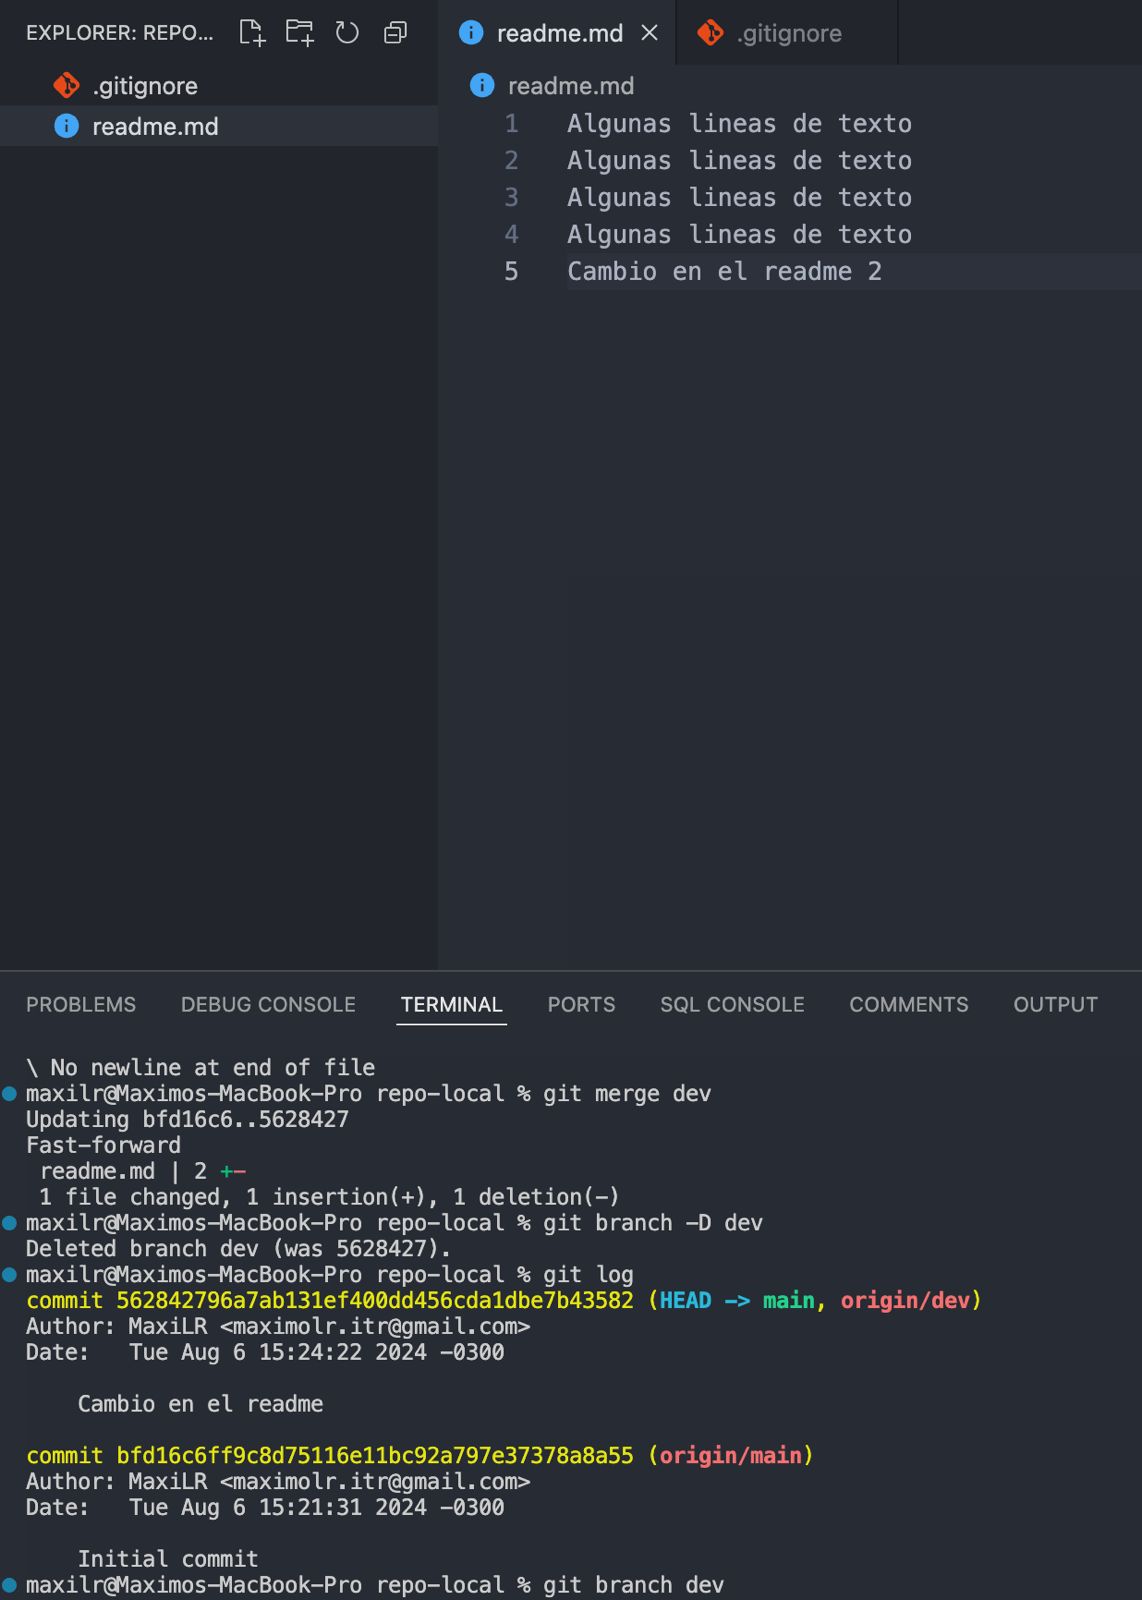 EXPLORER: REPO...
.gitignore
readme.md
readme.md
.gitignore
readme.md
1 Algunas lineas de texto
2 Algunas lineas de texto
3 Algunas lineas de texto
4 Algunas lineas de texto
5 Cambio en el readme 2
PROBLEMS DEBUG CONSOLE TERMINAL PORTS SQL CONSOLE COMMENTS OUTPUT
\ No newline at end of file
maxilr@Maximos-MacBook-Pro repo-local % git merge dev
Updating bfd16c6..5628427
Fast-forward
readme.md | 2 +-
1 file changed, 1 insertion(+), 1 deletion(-)
maxilr@Maximos-MacBook-Pro repo-local % git branch -D dev
Deleted branch dev (was 5628427).
maxilr@Maximos-MacBook-Pro repo-local % git log
commit 562842796a7ab131ef400dd456cda1dbe7b43582 (HEAD -> main, origin/dev)
Author: MaxiLR <maximolr.itr@gmail.com>
Date: Tue Aug 6 15:24:22 2024 -0300
Cambio en el readme
commit bfd16c6ff9c8d75116e11bc92a797e37378a8a55 (origin/main)
Author: MaxiLR <maximolr.itr@gmail.com>
Date: Tue Aug 6 15:21:31 2024 -0300
Initial commit
maxilr@Maximos-MacBook-Pro repo-local % git branch dev